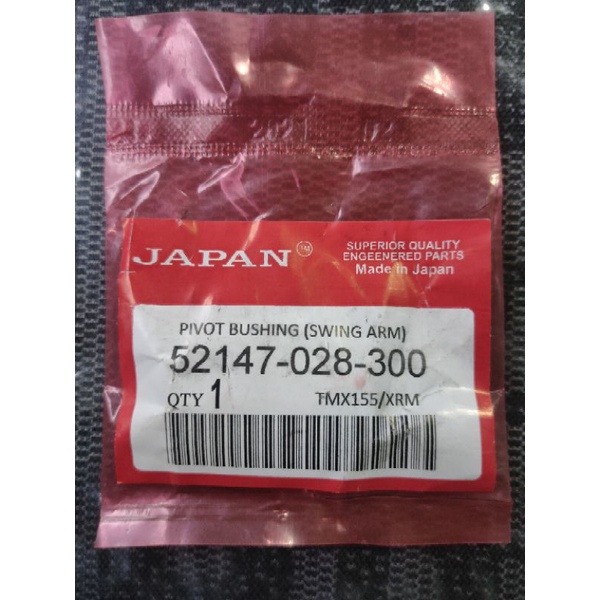 JAPAN TM
SUPERIOR QUALITY
ENGEENERED PARTS
Made in Japan
PIVOT BUSHING (SWING ARM)
52147-028-300
QTY 1
TMX155/XRM